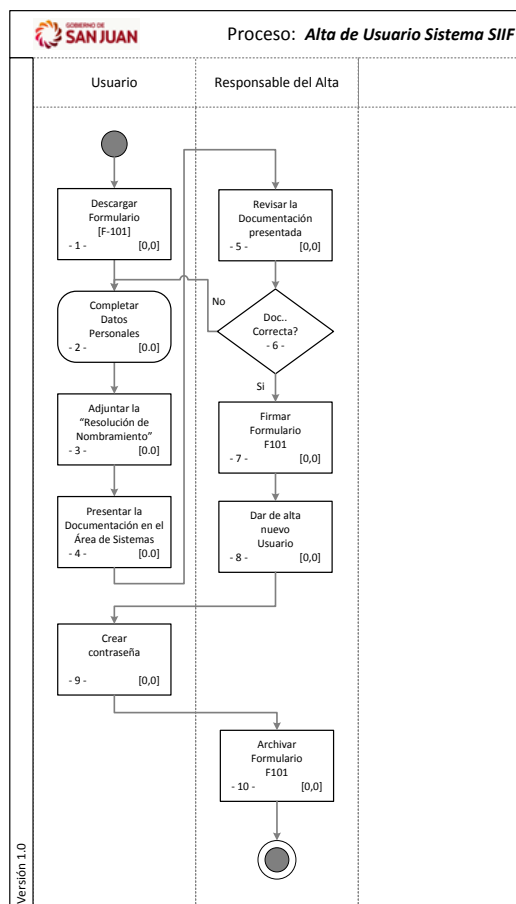 GOBIERNO DE
SAN JUAN
Proceso: Alta de Usuario Sistema SIIF
Usuario
Responsable del Alta
Descargar
Formulario
[F-101]
- 1 - [0,0]
Completar
Datos
Personales
- 2 - [0.0]
Adjuntar la
“Resolución de
Nombramiento”
- 3 - [0.0]
Presentar la
Documentación en el
Área de Sistemas
- 4 - [0.0]
Revisar la
Documentación
presentada
- 5 - [0,0]
No
Doc..
Correcta?
- 6 -
Si
Firmar
Formulario
F101
- 7 - [0,0]
Dar de alta
nuevo
Usuario
- 8 - [0,0]
Crear
contraseña
- 9 - [0,0]
Archivar
Formulario
F101
- 10 - [0,0]
Versión 1.0